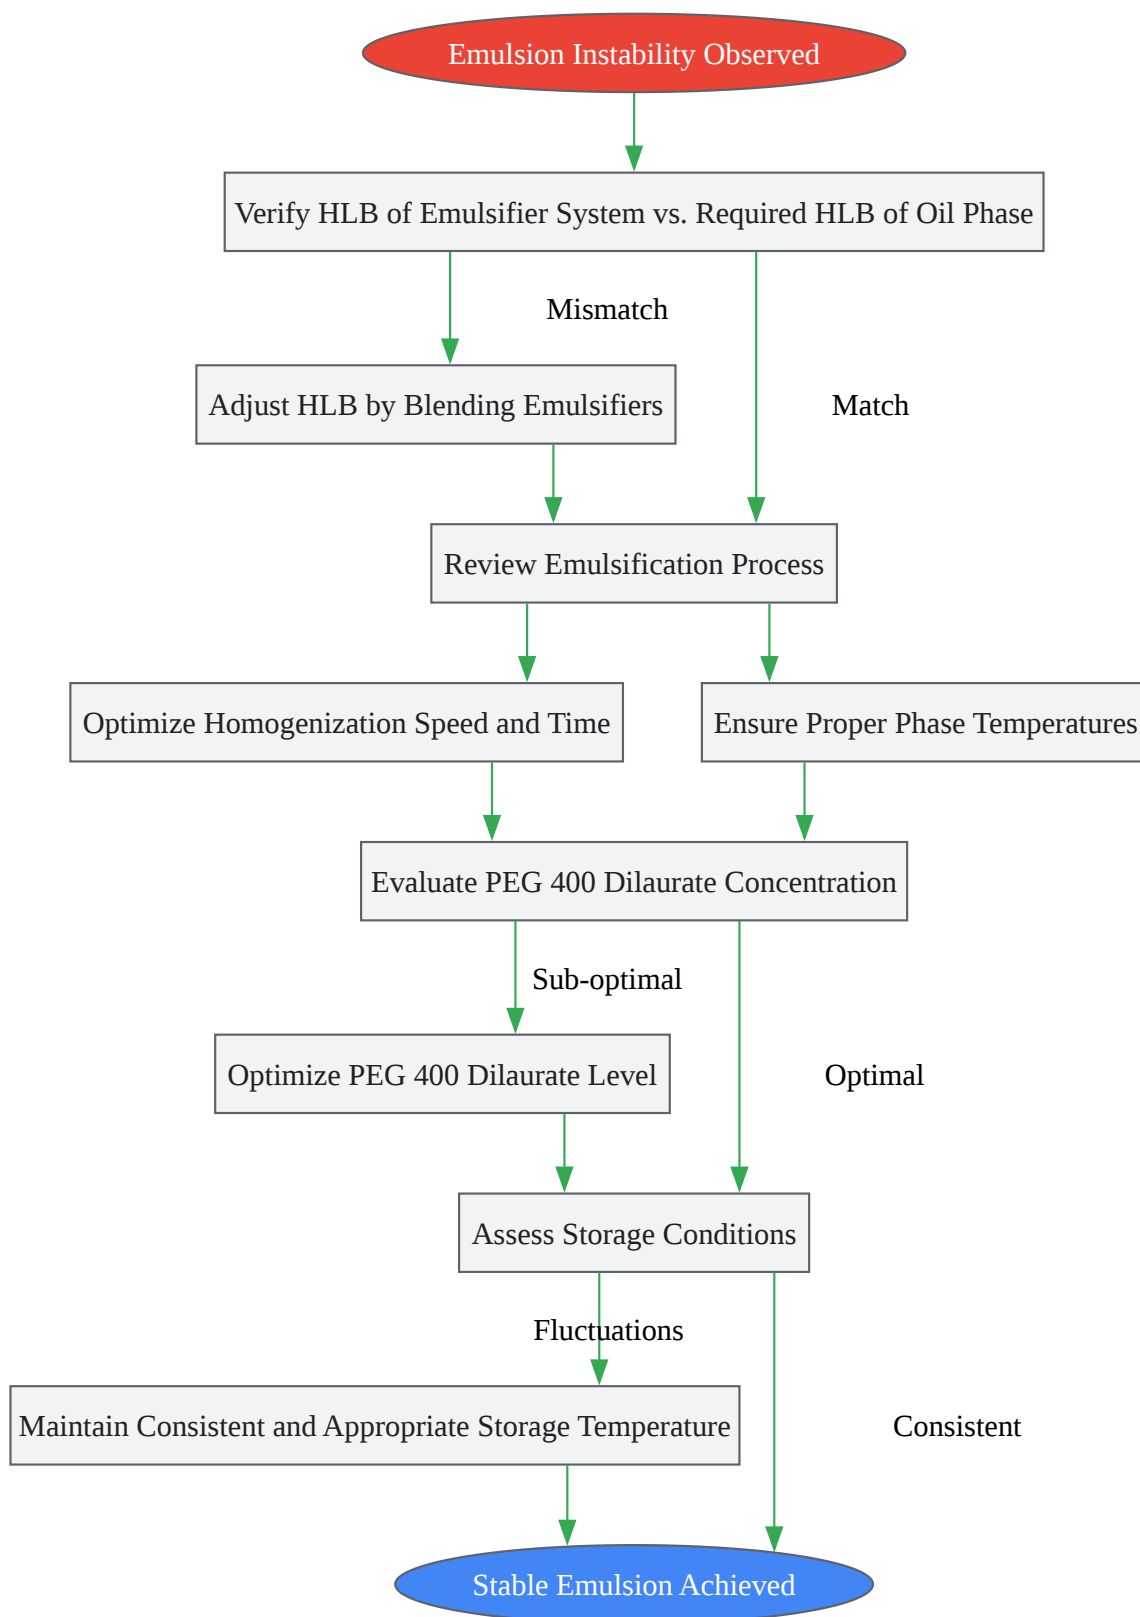 Emulsion Instability Observed
Verify HLB of Emulsifier System vs. Required HLB of Oil Phase
Mismatch
Adjust HLB by Blending Emulsifiers
Match
Review Emulsification Process
Optimize Homogenization Speed and Time
Ensure Proper Phase Temperatures
Evaluate PEG 400 Dilaurate Concentration
Sub-optimal
Optimize PEG 400 Dilaurate Level
Optimal
Assess Storage Conditions
Fluctuations
Maintain Consistent and Appropriate Storage Temperature
Consistent
Stable Emulsion Achieved